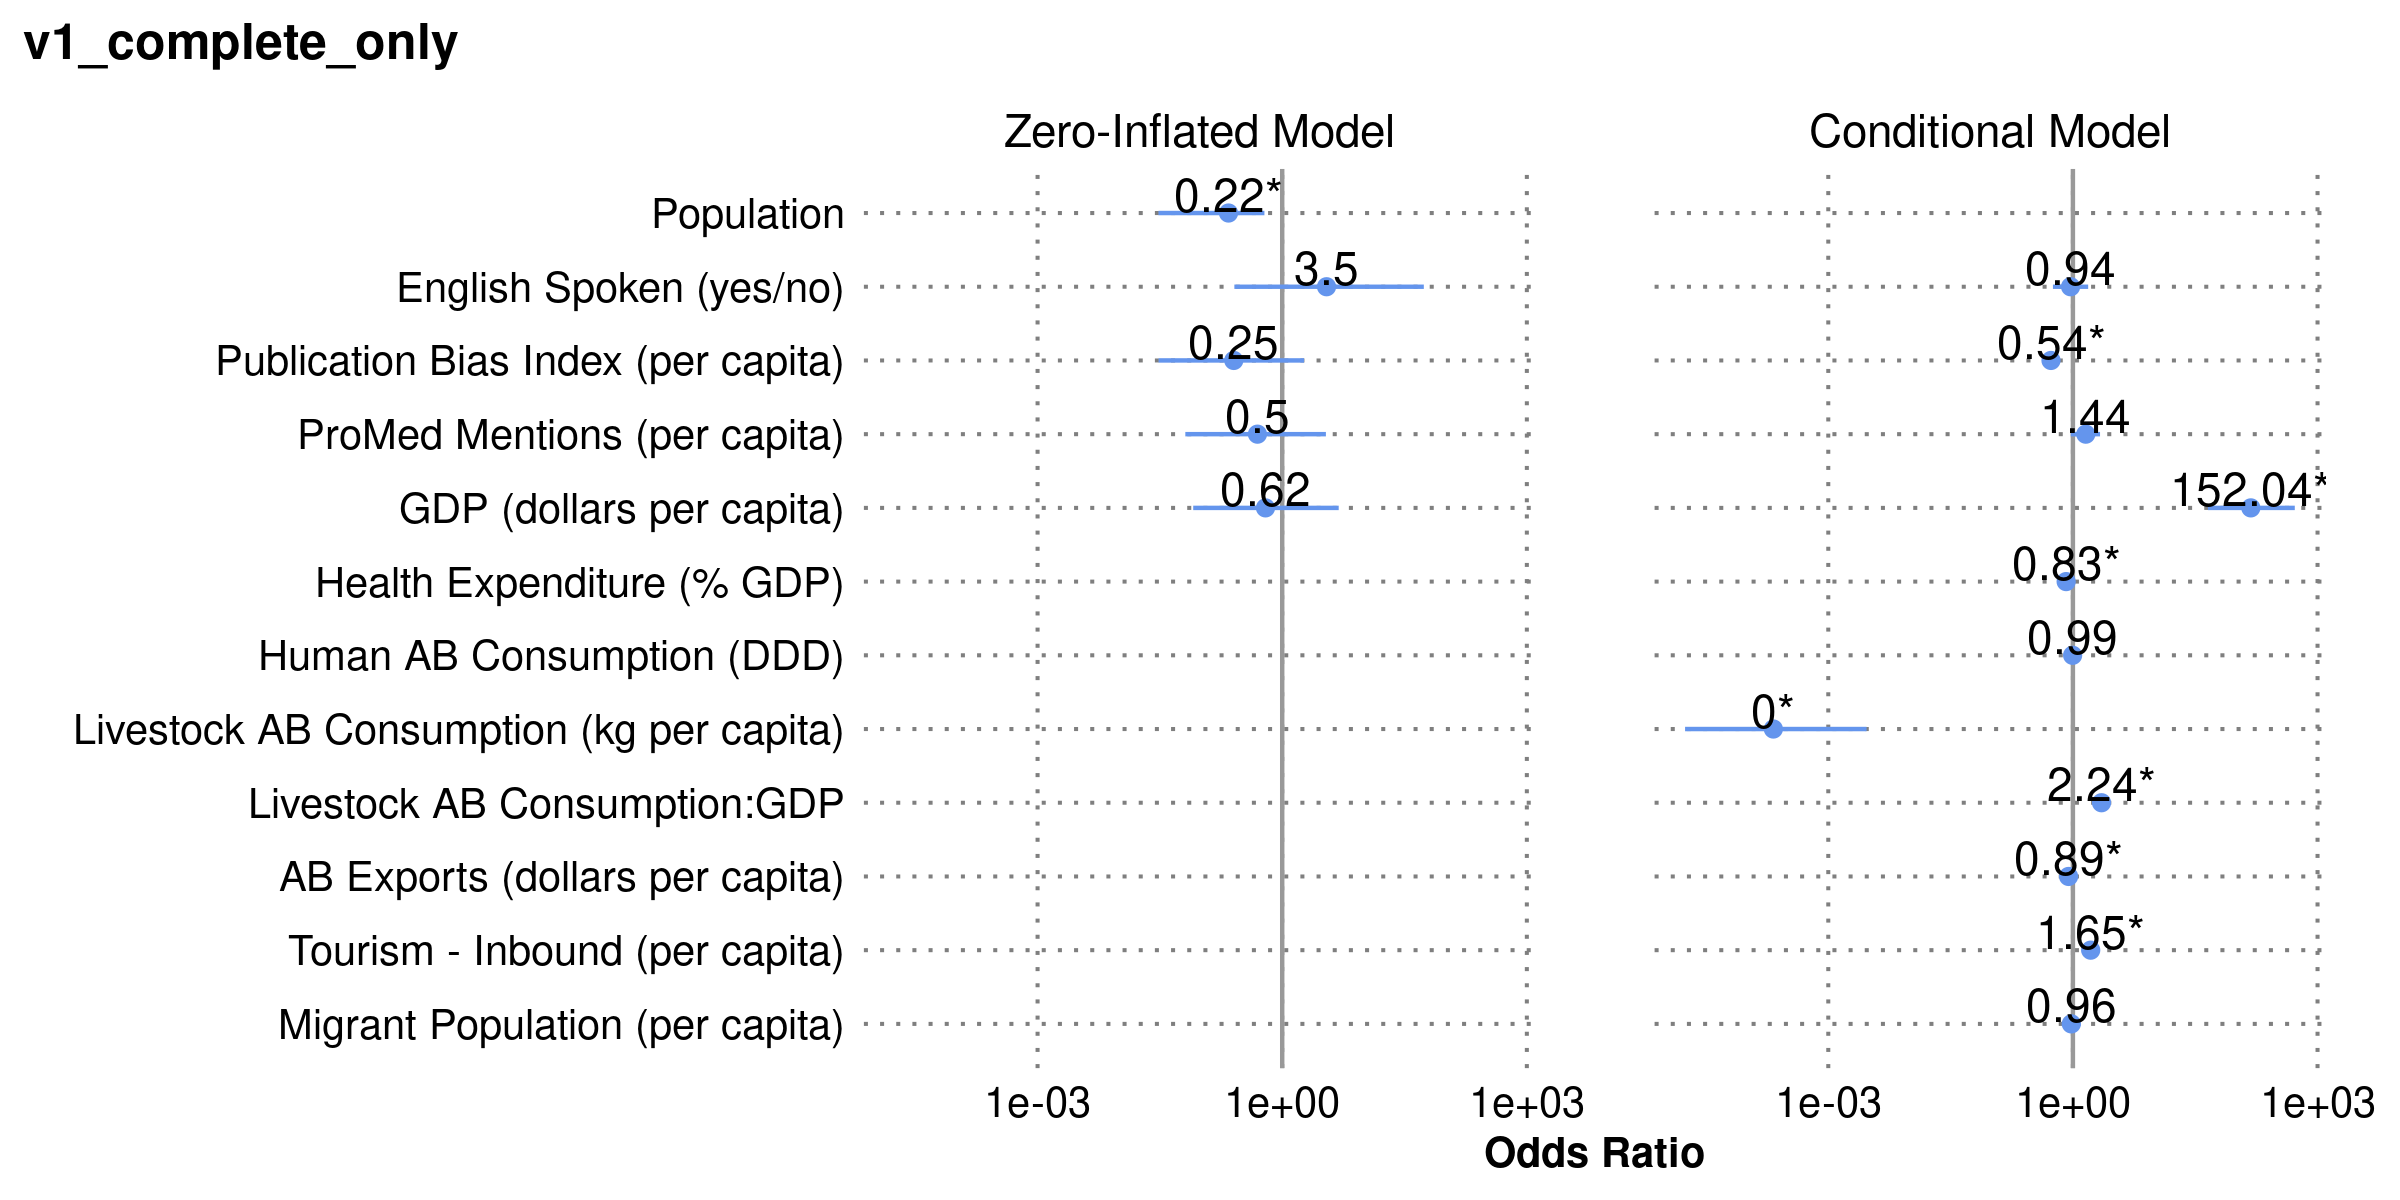 v1_complete_only
Zero-Inflated Model Conditional Model
Population 0.22*
English Spoken (yes/no) 3.5 0.94
Publication Bias Index (per capita) 0.25 0.54*
ProMed Mentions (per capita) 0.5 1.44
GDP (dollars per capita) 0.62 152.04*
Health Expenditure (% GDP) 0.83*
Human AB Consumption (DDD) 0.99
Livestock AB Consumption (kg per capita) 0*
Livestock AB Consumption:GDP 2.24*
AB Exports (dollars per capita) 0.89*
Tourism - Inbound (per capita) 1.65*
Migrant Population (per capita) 0.96
1e-03 1e+00 1e+03 1e-03 1e+00 1e+03
Odds Ratio